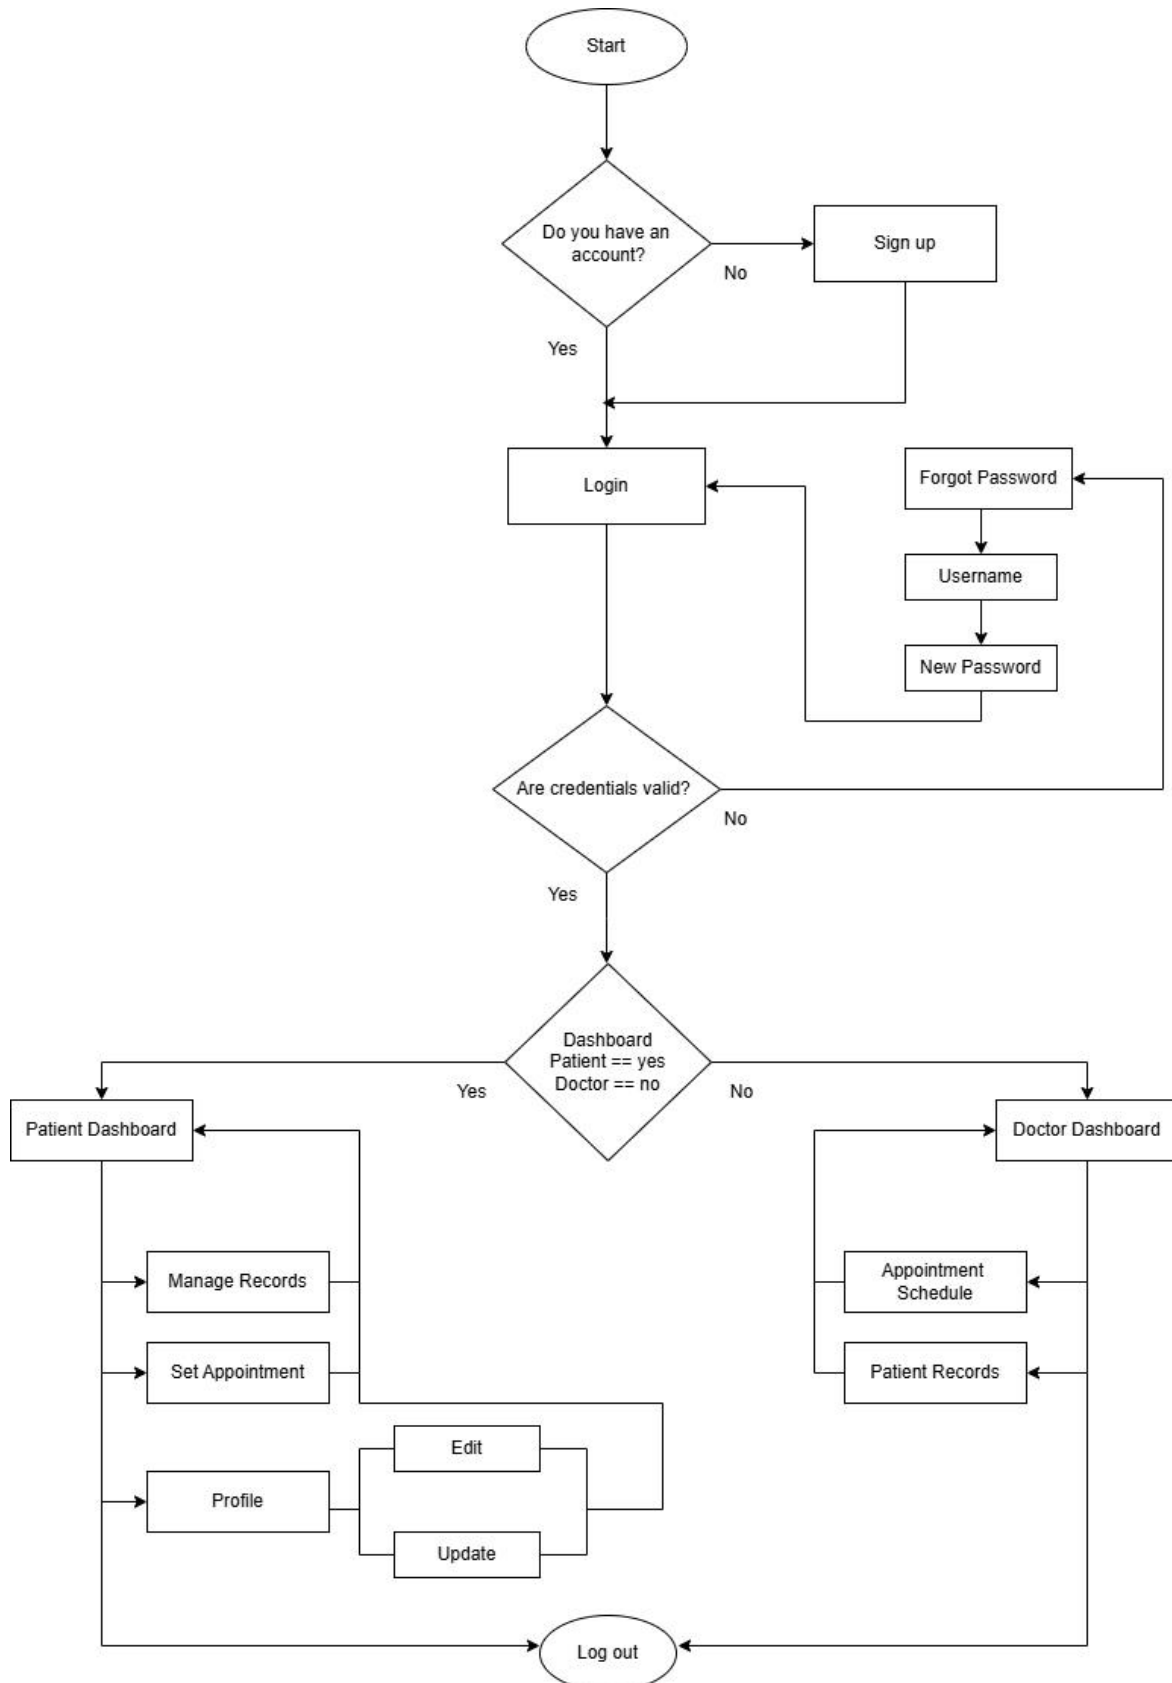 Start
Do you have an
account?
No
Sign up
Yes
Login
Forgot Password
Username
New Password
Are credentials valid?
No
Yes
Dashboard
Patient == yes
Doctor == no
Yes
No
Patient Dashboard
Doctor Dashboard
Manage Records
Appointment
Schedule
Set Appointment
Patient Records
Edit
Profile
Update
Log out